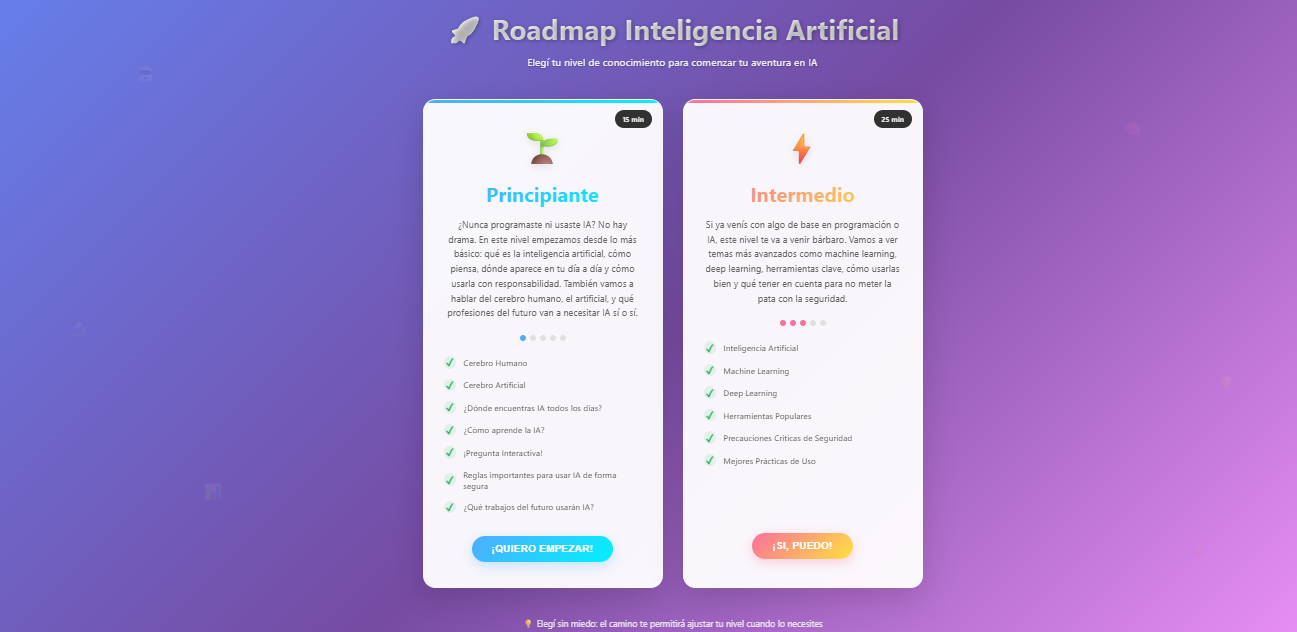 Roadmap Inteligencia Artificial
Elegí tu nivel de conocimiento para comenzar tu aventura en IA
15 min
Principiante
¿Nunca programaste ni usaste IA? No hay
drama. En este nivel empezamos desde lo más
básico: qué es la inteligencia artificial, cómo
piensa, dónde aparece en tu día a día y cómo
usarla con responsabilidad. También vamos a
hablar del cerebro humano, el artificial, y qué
profesiones del futuro van a necesitar IA sí o sí.
Cerebro Humano
Cerebro Artificial
¿Dónde encuentras IA todos los días?
¿Cómo aprende la IA?
¡Pregunta Interactiva!
Reglas importantes para usar IA de forma
segura
¿Qué trabajos del futuro usarán IA?
¡QUIERO EMPEZAR!
25 min
Intermedio
Si ya venís con algo de base en programación o
IA, este nivel te va a venir bárbaro. Vamos a ver
temas más avanzados como machine learning,
deep learning, herramientas clave, cómo usarlas
bien y qué tener en cuenta para no meter la
pata con la seguridad.
Inteligencia Artificial
Machine Learning
Deep Learning
Herramientas Populares
Precauciones Críticas de Seguridad
Mejores Prácticas de Uso
¡SI, PUEDO!
Elegí sin miedo: el camino te permitirá ajustar tu nivel cuando lo necesites